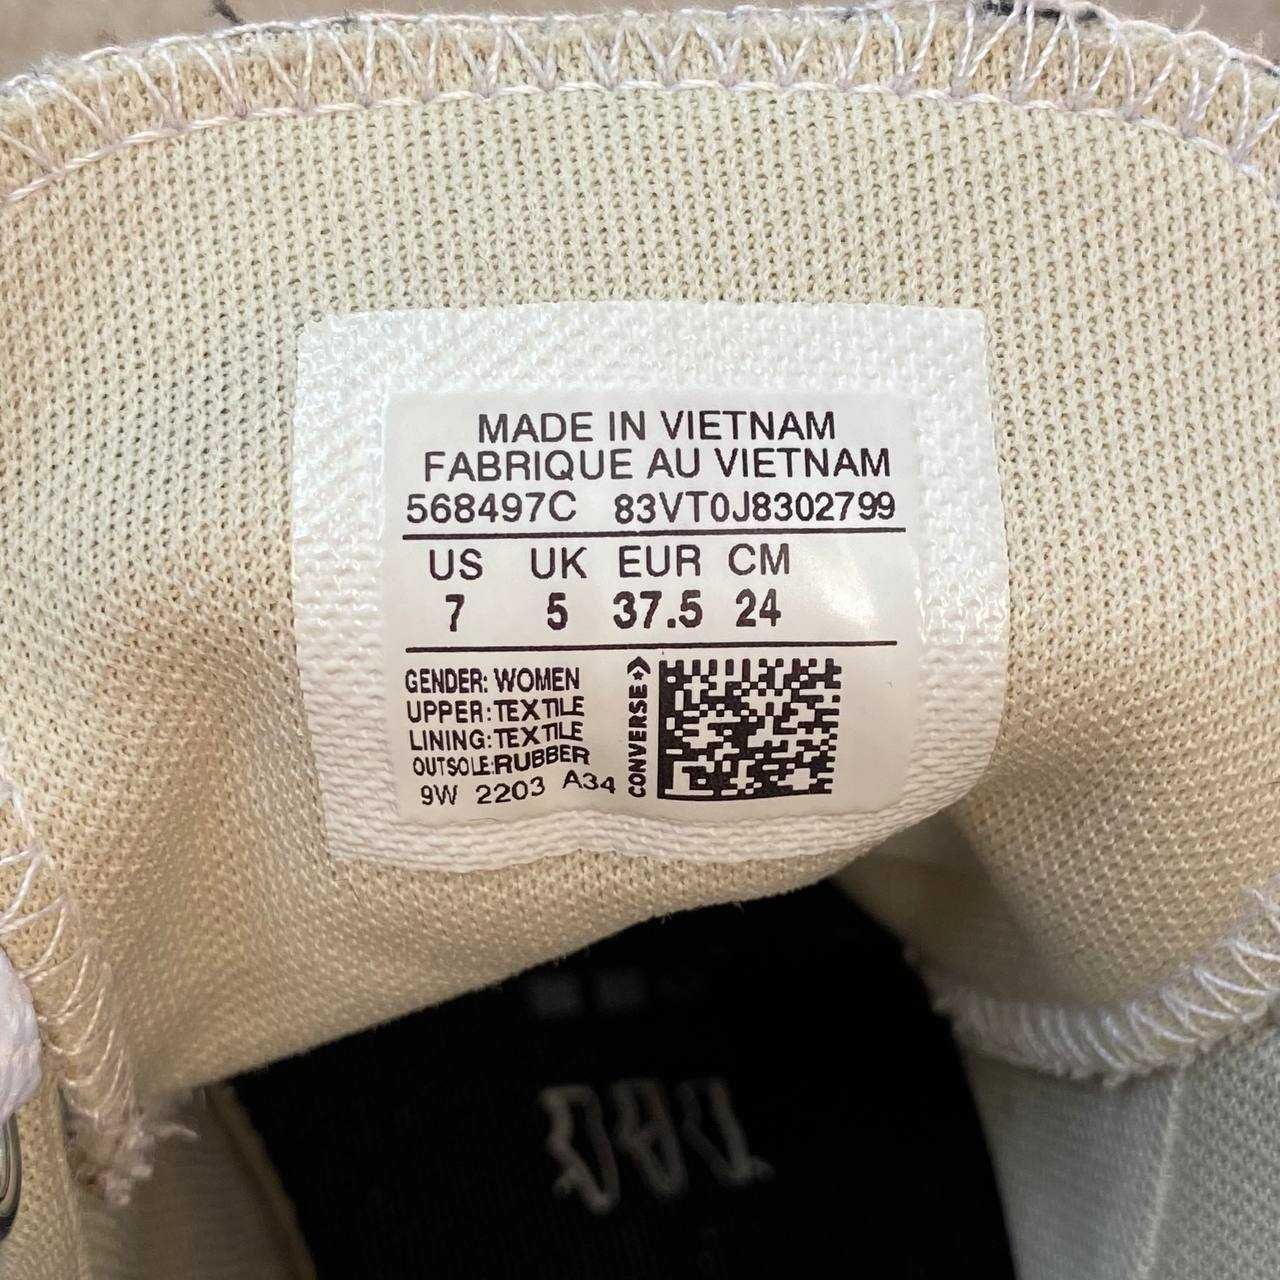 MADE IN VIETNAM
FABRIQUE AU VIETNAM
568497C 83VT0J8302799
US UK EUR CM
7 5 37.5 24
GENDER: WOMEN
UPPER:TEXTILE
LINING:TEXTILE
OUTSOLE:RUBBER
9W 2203 A34
CONVERSE